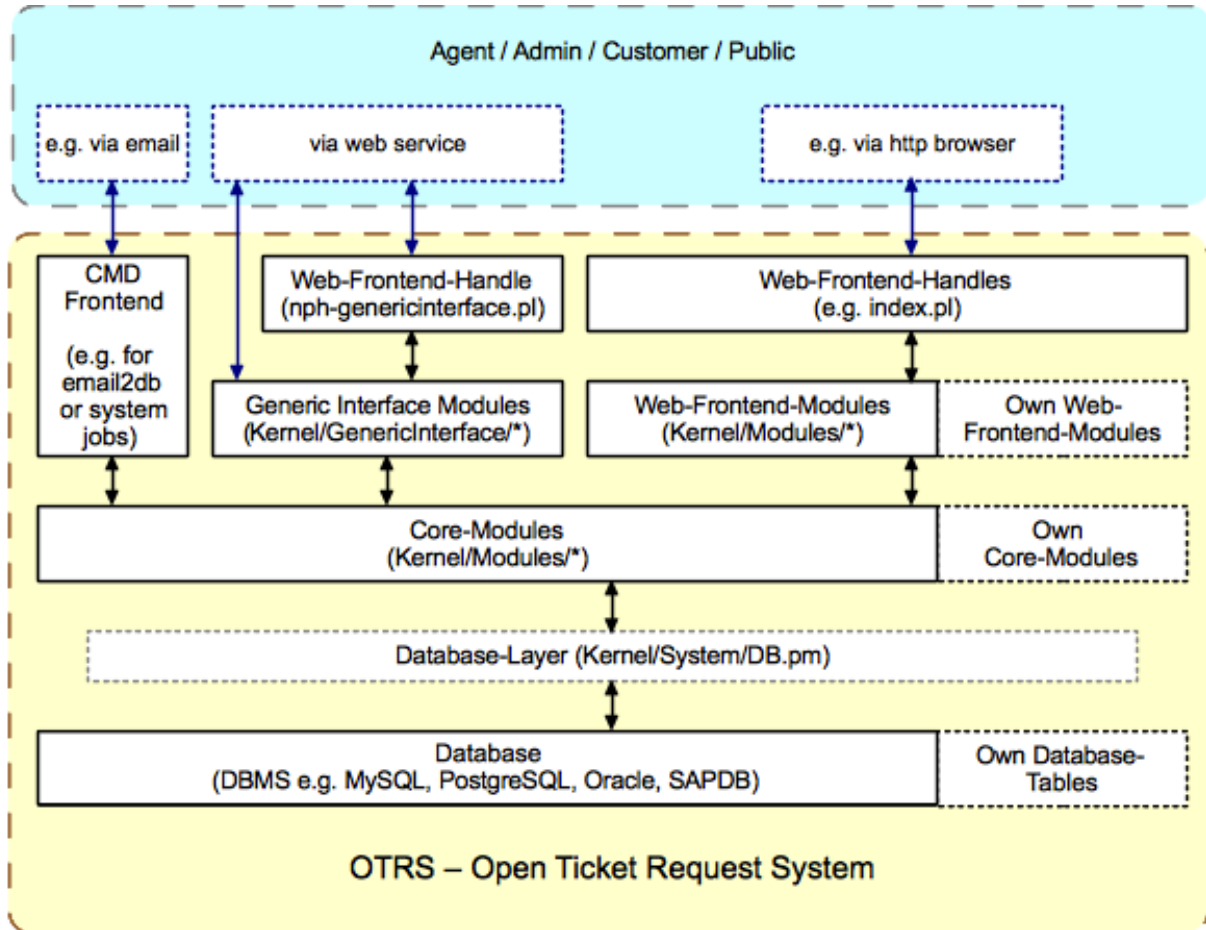 Agent / Admin / Customer / Public
e.g. via email
via web service
e.g. via http browser
CMD
Frontend
(e.g. for
email2db
or system
jobs)
Web-Frontend-Handle
(nph-genericinterface.pl)
Web-Frontend-Handles
(e.g. index.pl)
Generic Interface Modules
(Kernel/GenericInterface/*)
Web-Frontend-Modules
(Kernel/Modules/*)
Own Web-
Frontend-Modules
Core-Modules
(Kernel/Modules/*)
Own
Core-Modules
Database-Layer (Kernel/System/DB.pm)
Database
(DBMS e.g. MySQL, PostgreSQL, Oracle, SAPDB)
Own Database-
Tables
OTRS – Open Ticket Request System